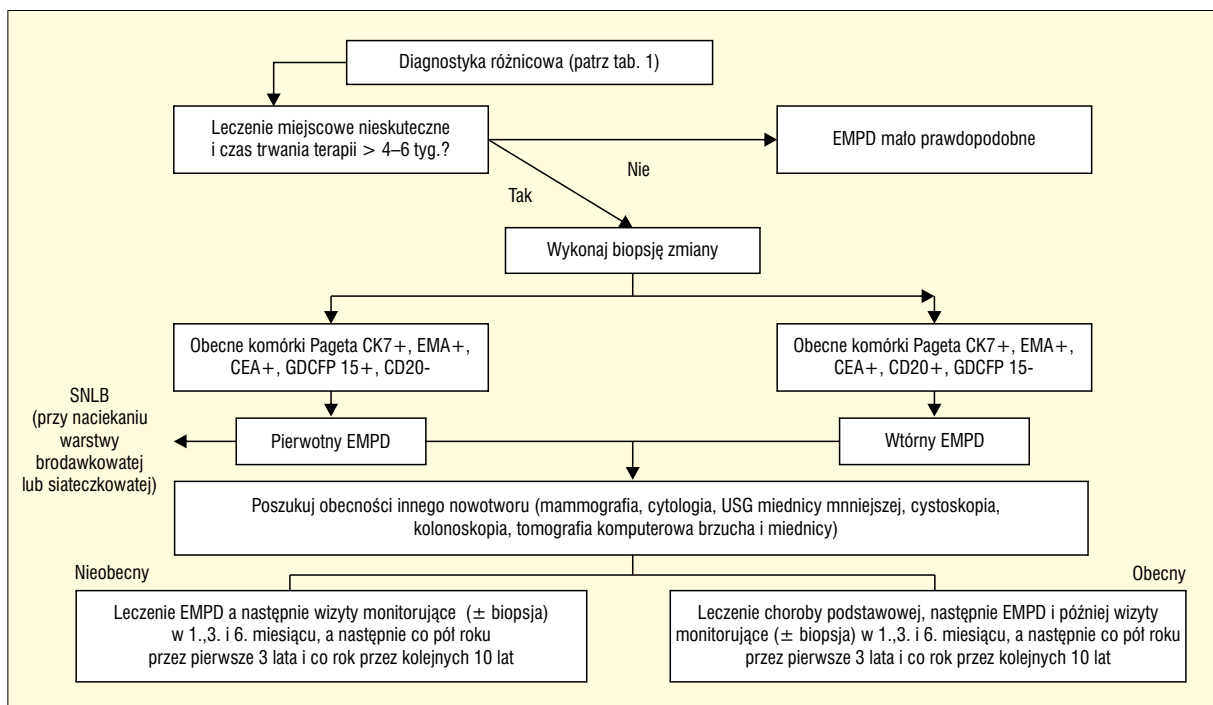 Diagnostyka różnicowa (patrz tab. 1)
Leczenie miejscowe nieskuteczne
i czas trwania terapii > 4–6 tyg.?
EMPD mało prawdopodobne
Nie
Tak
Wykonaj biopsję zmiany
Obecne komórki Pageta CK7+, EMA+,
CEA+, GDCFP 15+, CD20-
Obecne komórki Pageta CK7+, EMA+,
CEA+, CD20+, GDCFP 15-
SNLB
(przy naciekaniu
warstwy
brodawkowatej
lub siateczkowatej)
Pierwotny EMPD
Wtórny EMPD
Poszukuj obecności innego nowotworu (mammografia, cytologia, USG miednicy mnniejszej, cystoskopia,
kolonoskopia, tomografia komputerowa brzucha i miednicy)
Nieobecny
Obecny
Leczenie EMPD a następnie wizyty monitorujące (± biopsja)
w 1.,3. i 6. miesiącu, a następnie co pół roku
przez pierwsze 3 lata i co rok przez kolejnych 10 lat
Leczenie choroby podstawowej, następnie EMPD i później wizyty
monitorujące (± biopsja) w 1.,3. i 6. miesiącu, a następnie co pół roku
przez pierwsze 3 lata i co rok przez kolejnych 10 lat